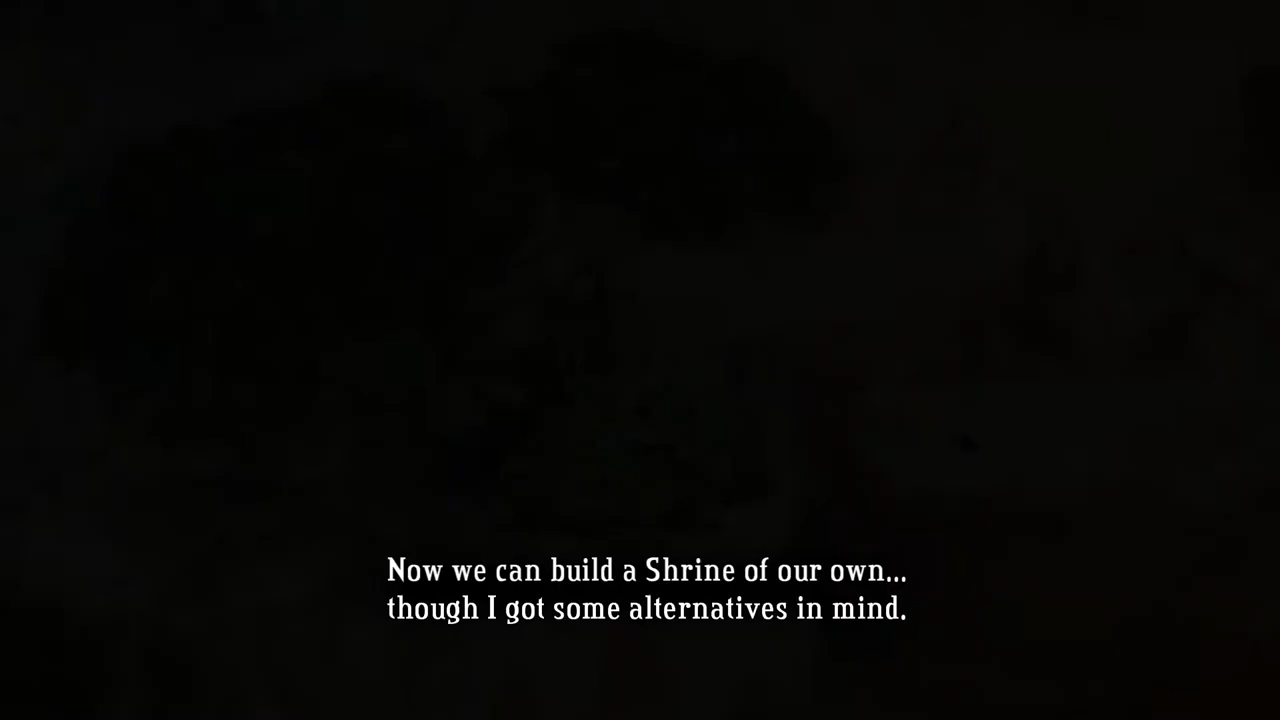 Now we can build a Shrine of our own...
though I got some alternatives in mind.